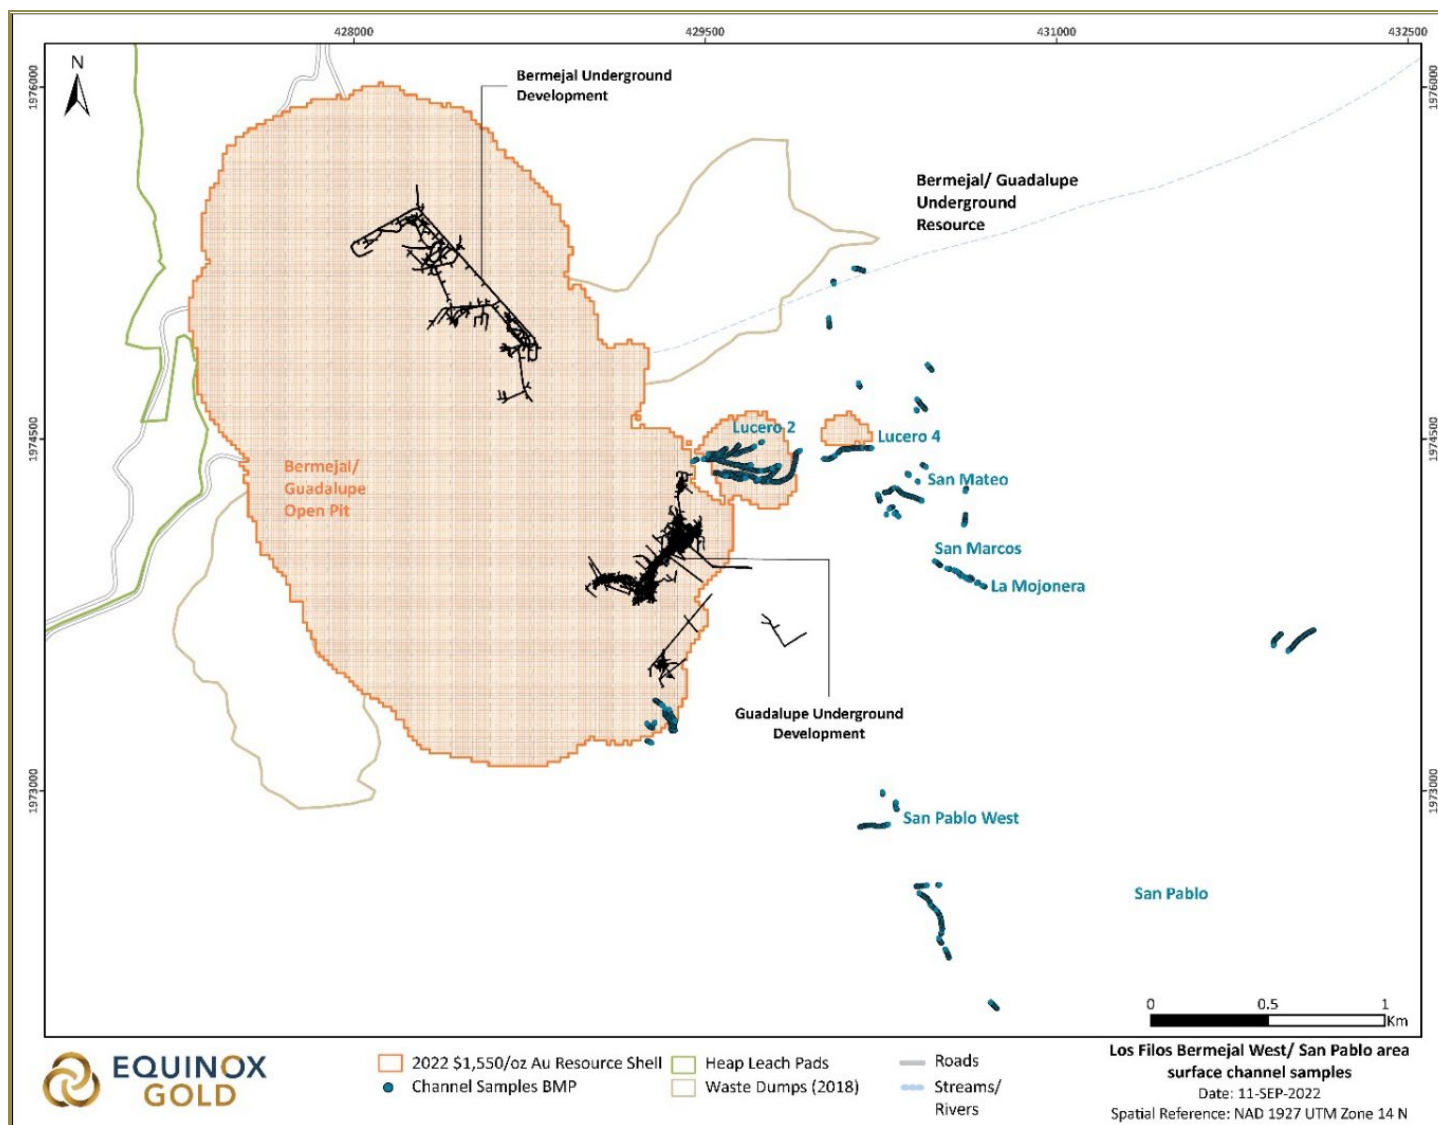 428000
429500
431000
432500
N
1976000
1976000
Bermejal Underground
Development
Bermejal/ Guadalupe
Underground
Resource
1974500
1974500
Lucero 2
Lucero 4
Bermejal/
Guadalupe
Open Pit
San Mateo
San Marcos
La Mojonera
Guadalupe Underground
Development
1973000
1973000
San Pablo West
San Pablo
0
0.5
1
Km
EQUINOX
GOLD
2022 $1,550/oz Au Resource Shell
Channel Samples BMP
Heap Leach Pads
Waste Dumps (2018)
Roads
Streams/
Rivers
Los Filos Bermejal West/ San Pablo area
surface channel samples
Date: 11-SEP-2022
Spatial Reference: NAD 1927 UTM Zone 14 N